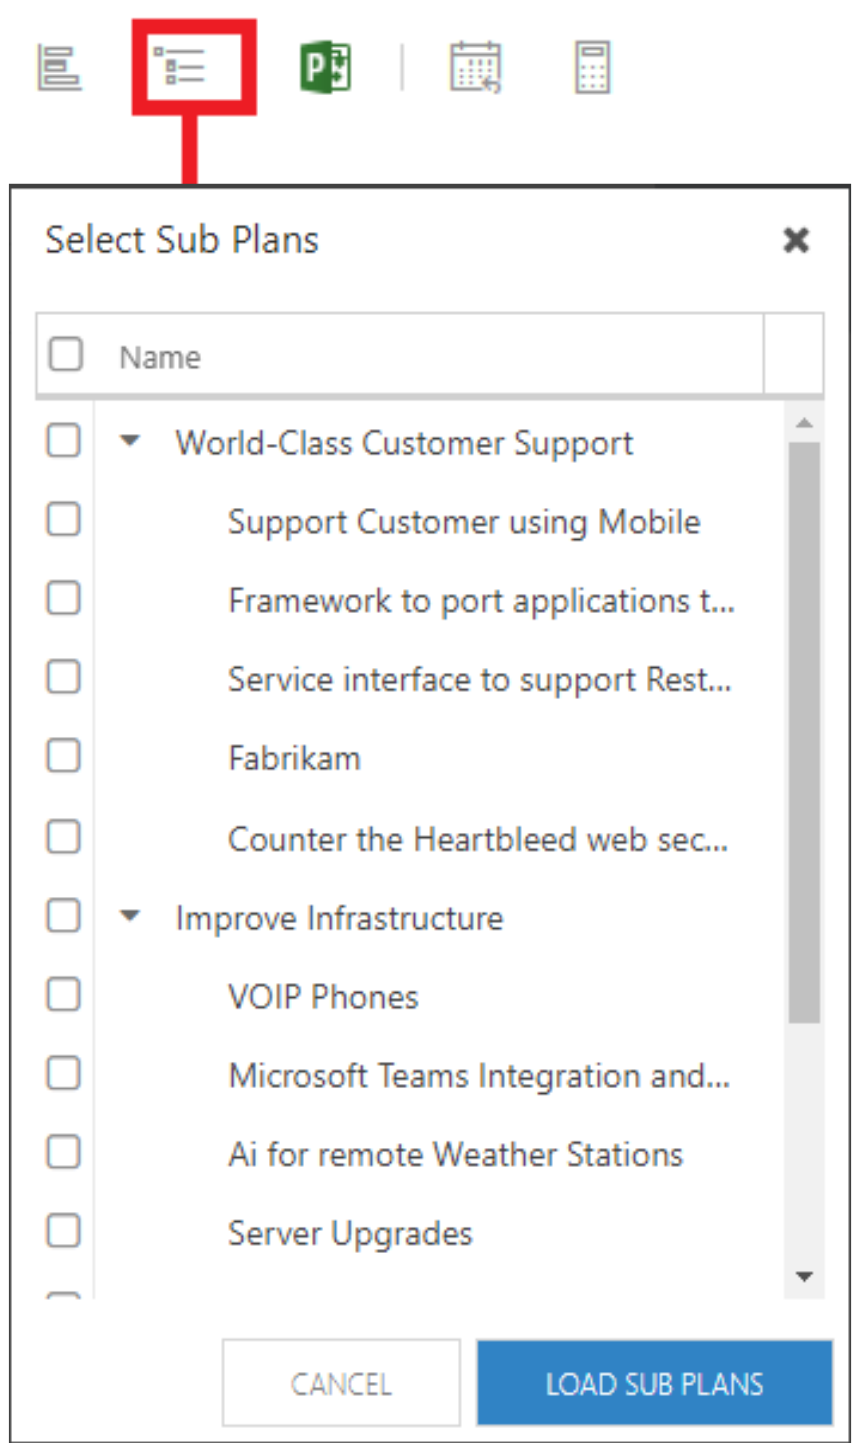 P
Select Sub Plans
Name
World-Class Customer Support
Support Customer using Mobile
Framework to port applications t...
Service interface to support Rest...
Fabrikam
Counter the Heartbleed web sec...
Improve Infrastructure
VOIP Phones
Microsoft Teams Integration and...
Ai for remote Weather Stations
Server Upgrades
CANCEL
LOAD SUB PLANS